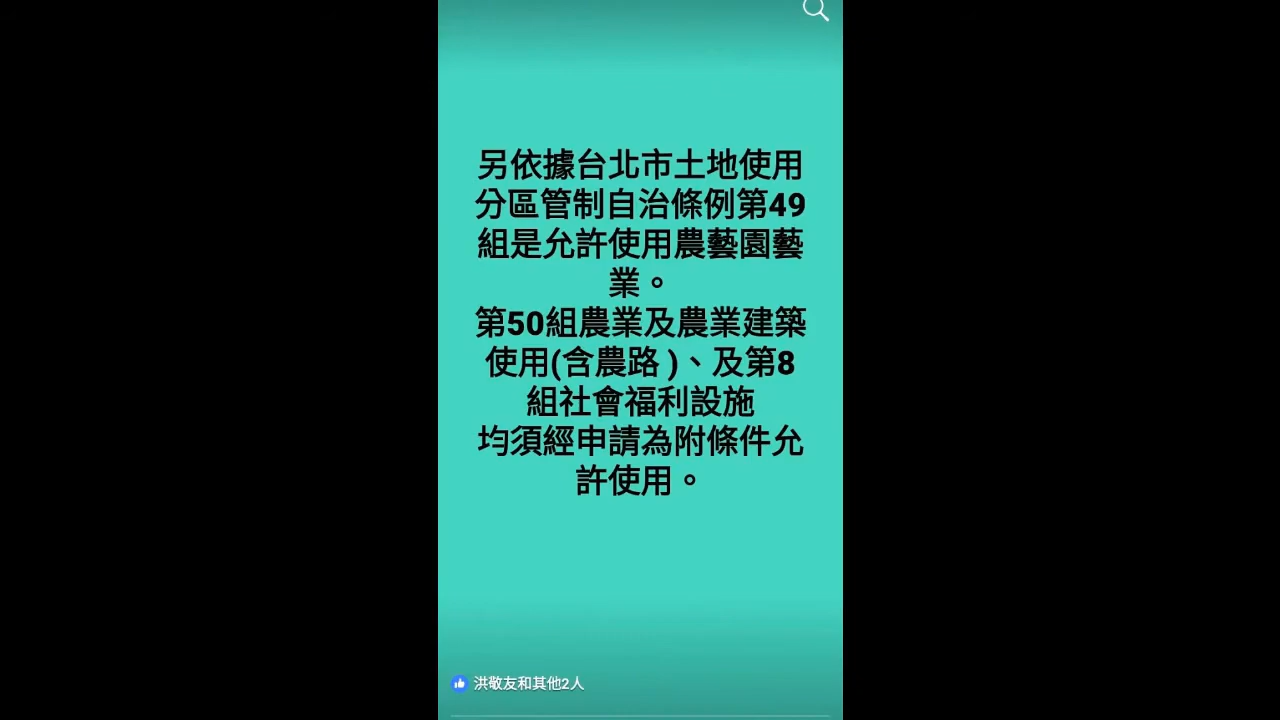 另依據台北市土地使用
分區管制自治條例第49
組是允許使用農藝園藝
業。
第50組農業及農業建築
使用(含農路 )、及第8
組社會福利設施
均須經申請為附條件允
許使用。
洪敬友和其他2人